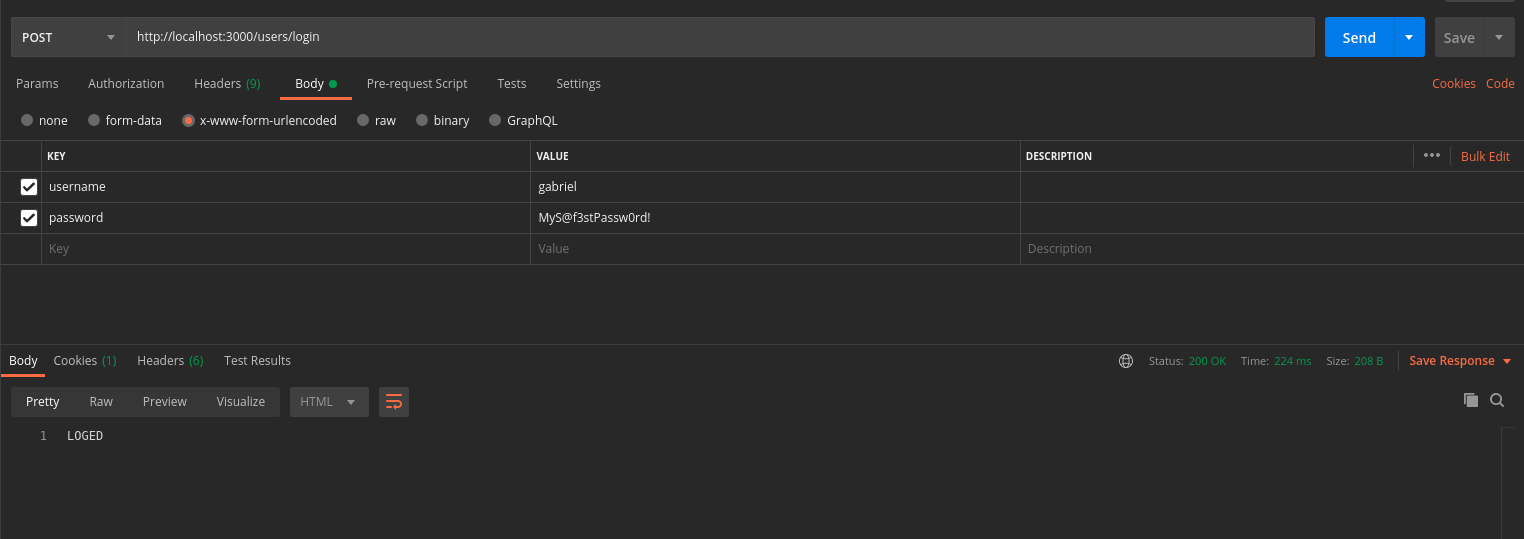 POST http://localhost:3000/users/login Send Save
Params Authorization Headers (9) Body Pre-request Script Tests Settings Cookies Code
none form-data x-www-form-urlencoded raw binary GraphQL
KEY VALUE DESCRIPTION ••• Bulk Edit
username gabriel
password MyS@f3stPassw0rd!
Key Value Description
Body Cookies (1) Headers (6) Test Results Status: 200 OK Time: 224 ms Size: 208 B Save Response
Pretty Raw Preview Visualize HTML
1 LOGED